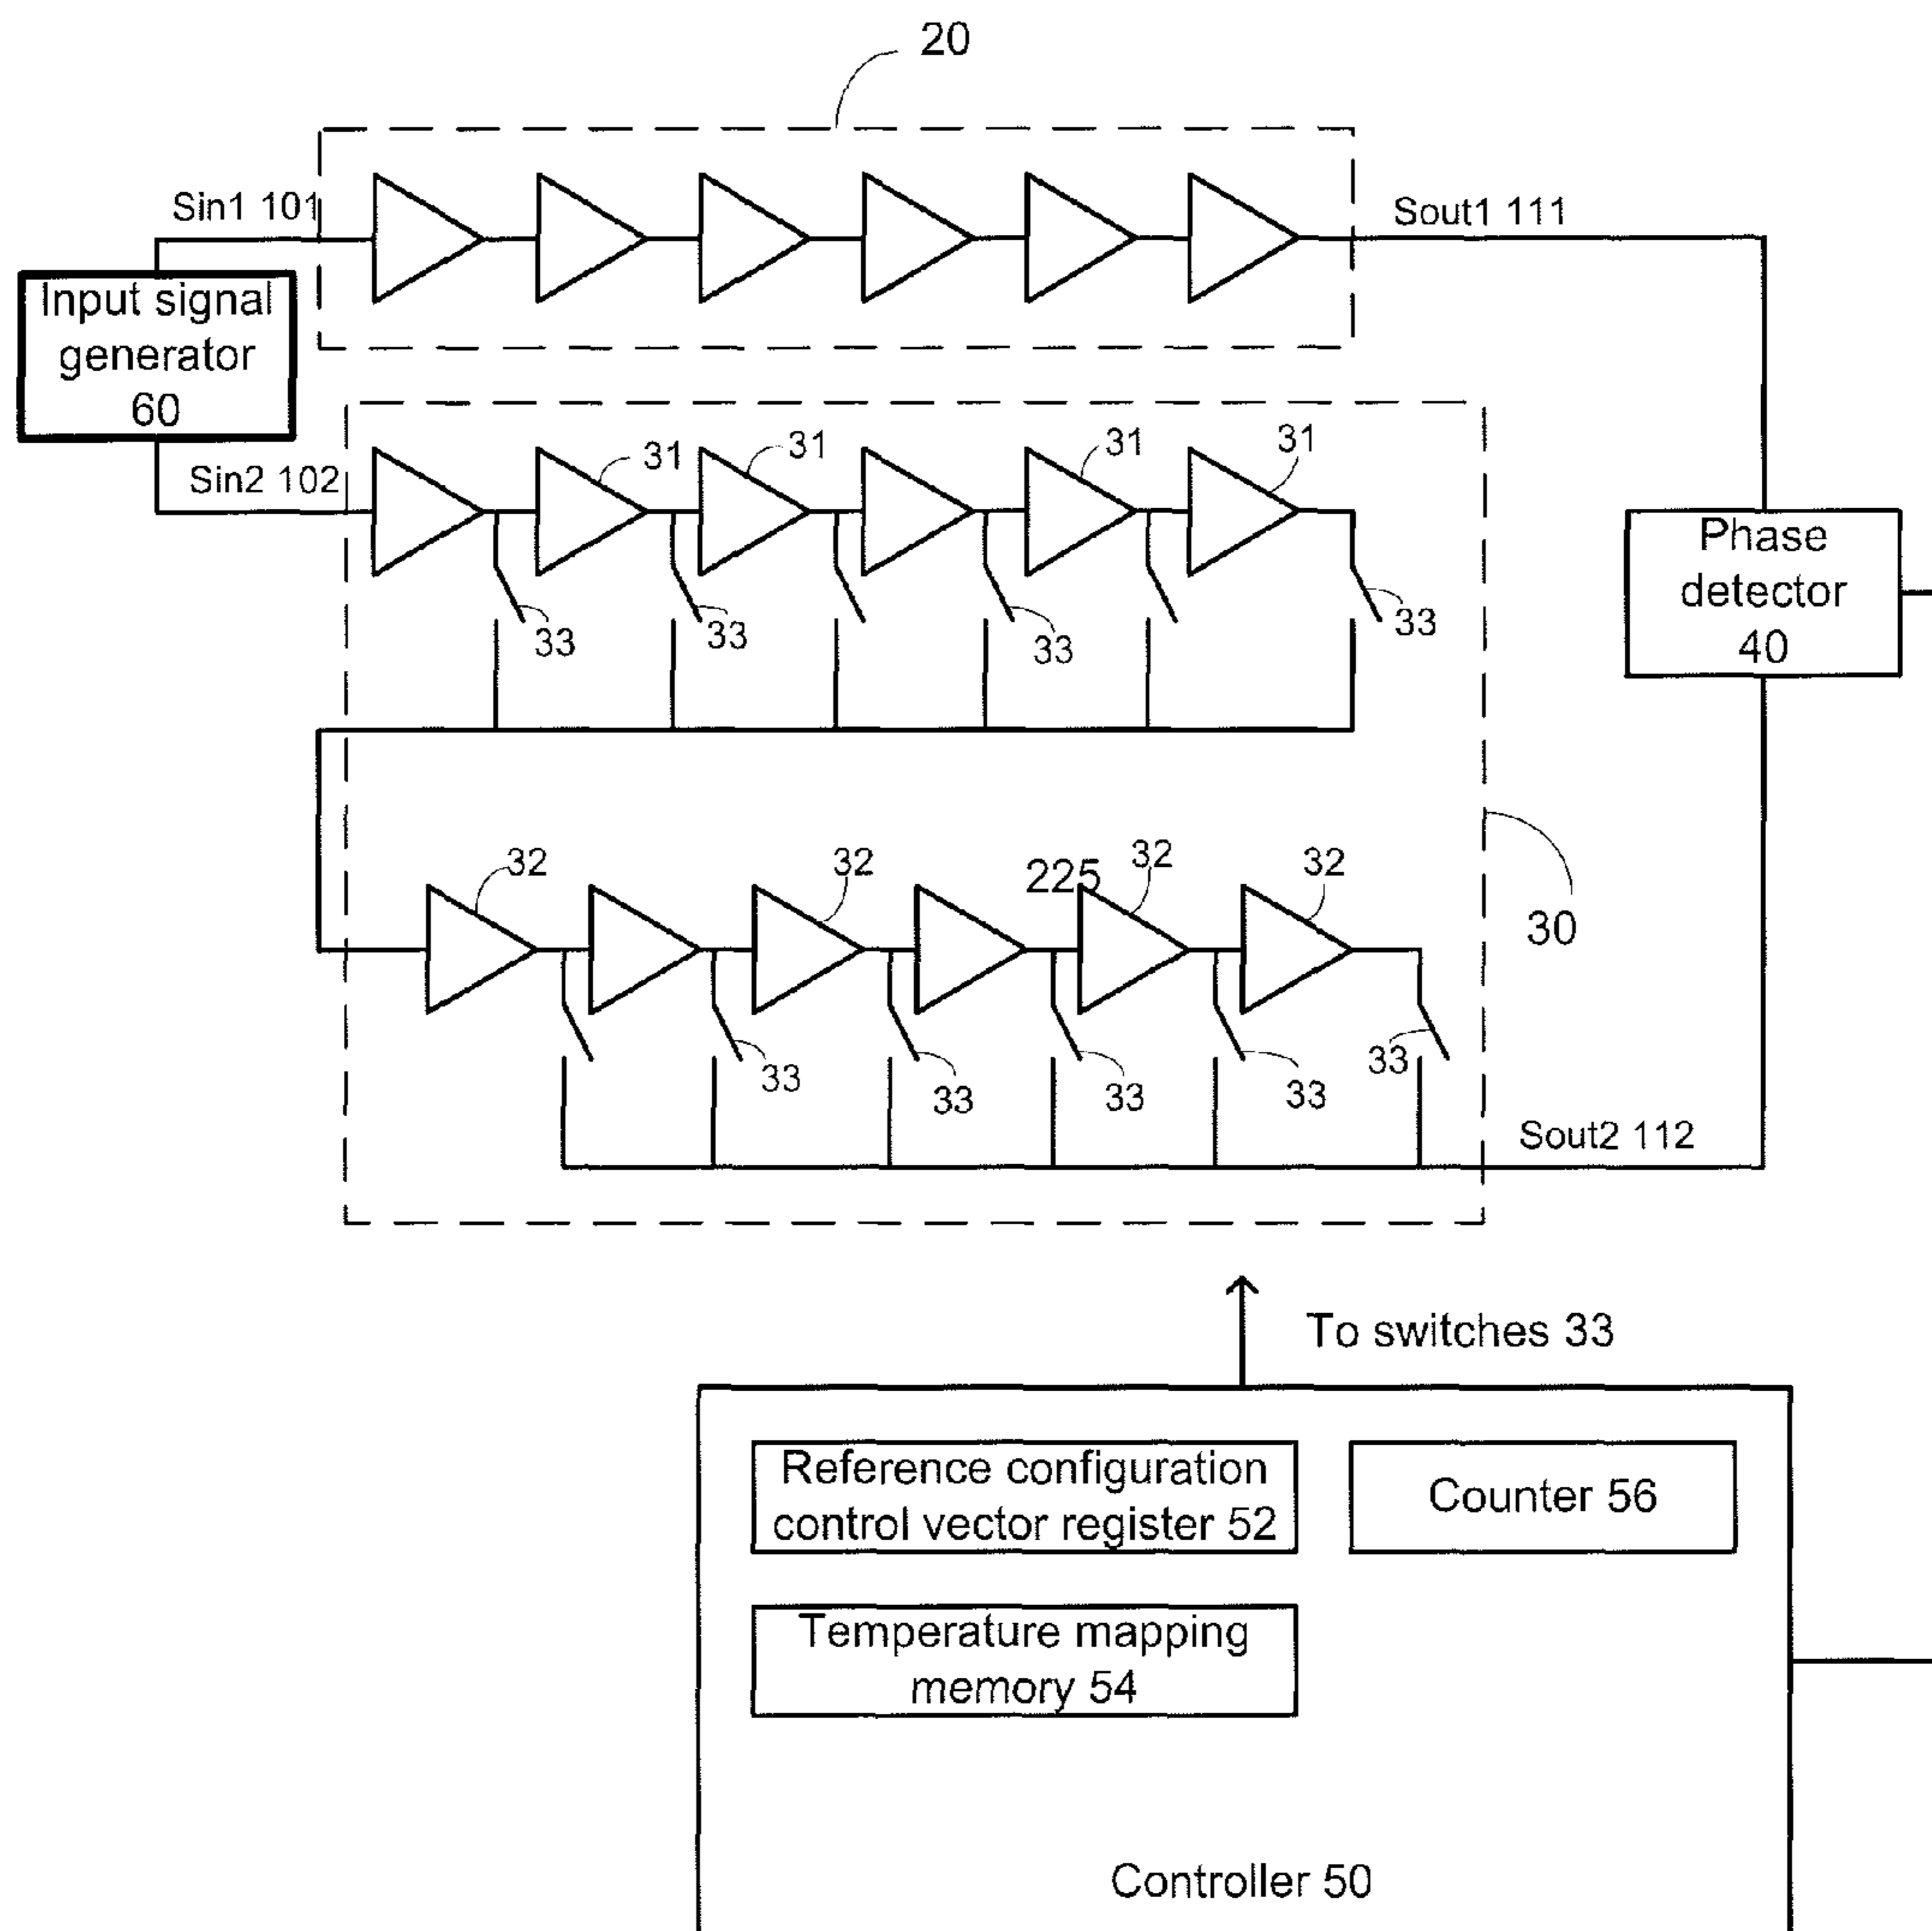 20
Sin1 101
Sout1 111
Input signal
generator
60
Sin2 102
31
31
31
31
Phase
detector
40
33
33
33
33
32
32
225
32
32
30
33
33
33
33
33
Sout2 112
To switches 33
Reference configuration
control vector register 52
Counter 56
Temperature mapping
memory 54
Controller 50